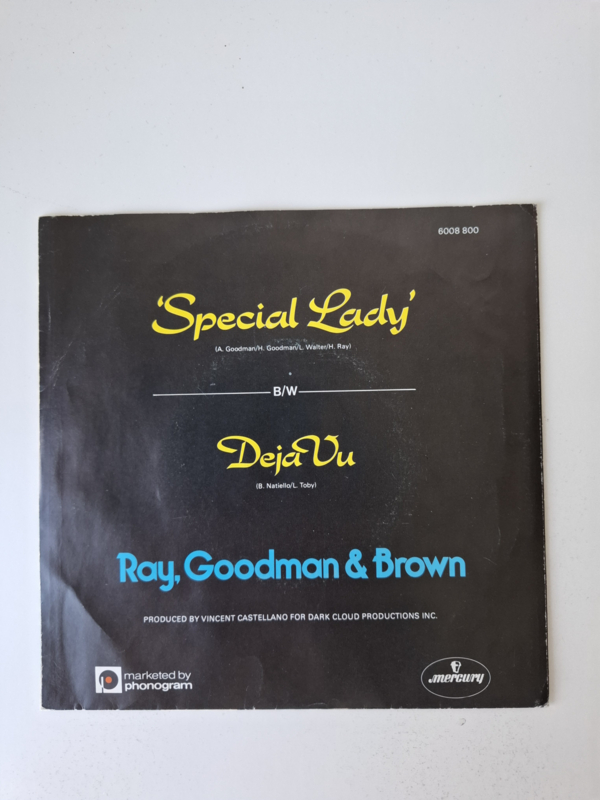 6008 800
'Special Lady'
(A. Goodman/H. Goodman/L. Walter/H. Ray)
B/W
Deja Vu
(B. Natiello/L. Toby)
Ray, Goodman & Brown
PRODUCED BY VINCENT CASTELLANO FOR DARK CLOUD PRODUCTIONS INC.
marketed by
phonogram
mercury